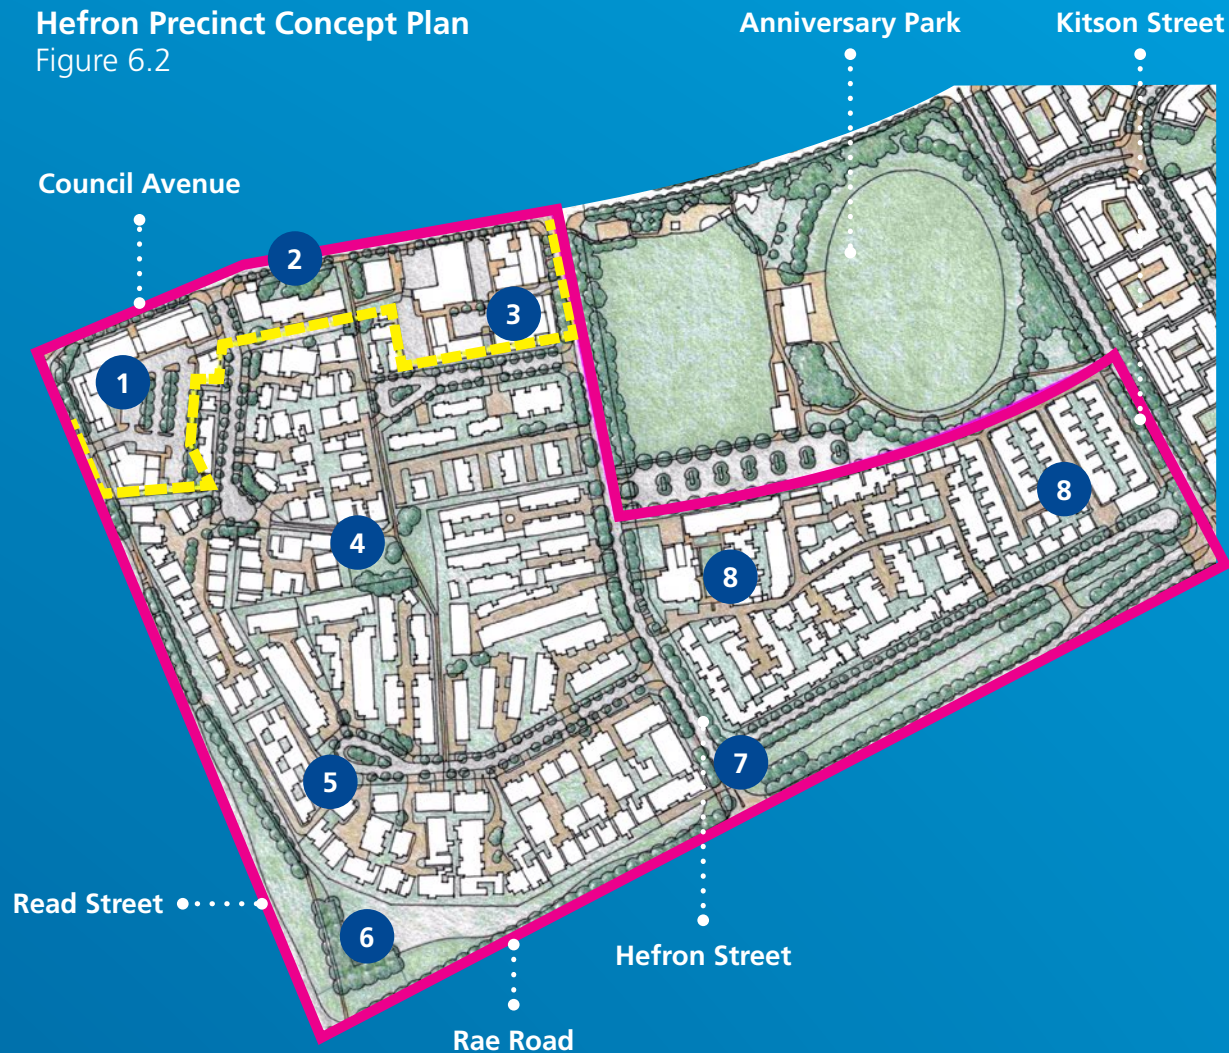 Hefron Precinct Concept Plan
Figure 6.2
Anniversary Park
Kitson Street
Council Avenue
2
3
1
8
4
8
7
5
Read Street
6
Hefron Street
Rae Road